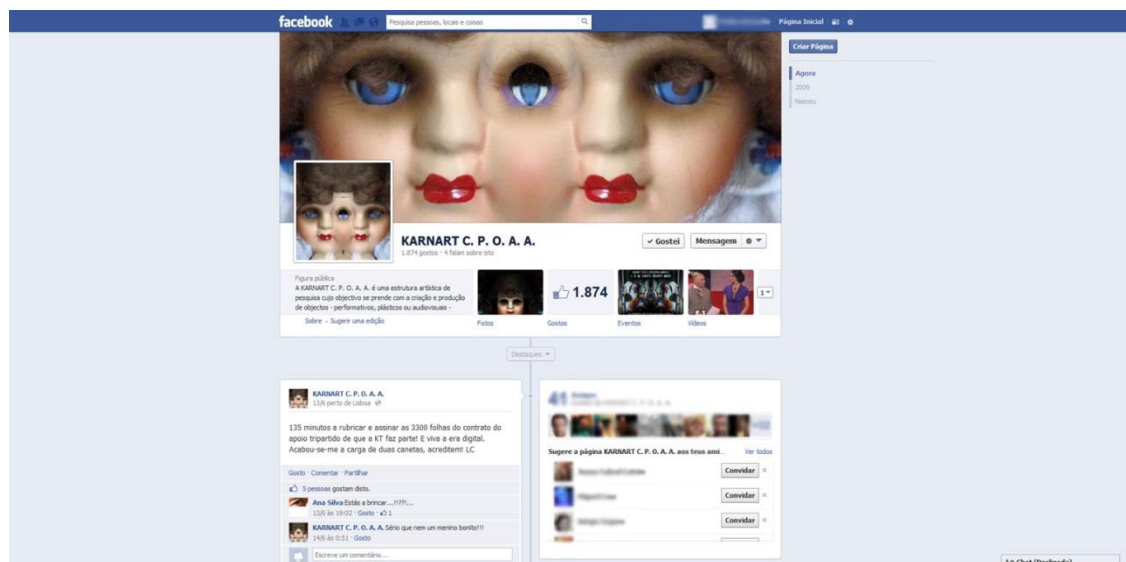 facebook
Pesquisa pessoas, locais e coisas
Página Inicial
Criar Página
Agora
2009
Nasceu
KARNART C. P. O. A. A.
1.874 gostos · 4 falam sobre isto
Gostei
Mensagem
Figura pública
A KARNART C. P. O. A. A. é uma estrutura artística de
pesquisa cujo objectivo se prende com a criação e produção
de objectos - performativos, plásticos ou audiovisuais -
Sobre – Sugerir uma edição
1.874
1
Fotos
Gostos
Eventos
Vídeos
Destaques
KARNART C. P. O. A. A.
13/6 perto de Lisboa
135 minutos a rubricar e assinar as 3300 folhas do contrato do
apoio tripartido de que a KT faz parte! E viva a era digital.
Acabou-se-me a carga de duas canetas, acreditem! LC
Gosto · Comentar · Partilhar
5 pessoas gostam disto.
Ana Silva Estás a brincar...!!??!...
13/6 às 19:02 · Gosto · 1
KARNART C. P. O. A. A. Sério que nem um menino bonito!!!
14/6 às 0:51 · Gosto
Escreve um comentário...
41
Sugere a página KARNART C. P. O. A. A. aos teus ami...
Ver todos
Convidar
Convidar
Convidar